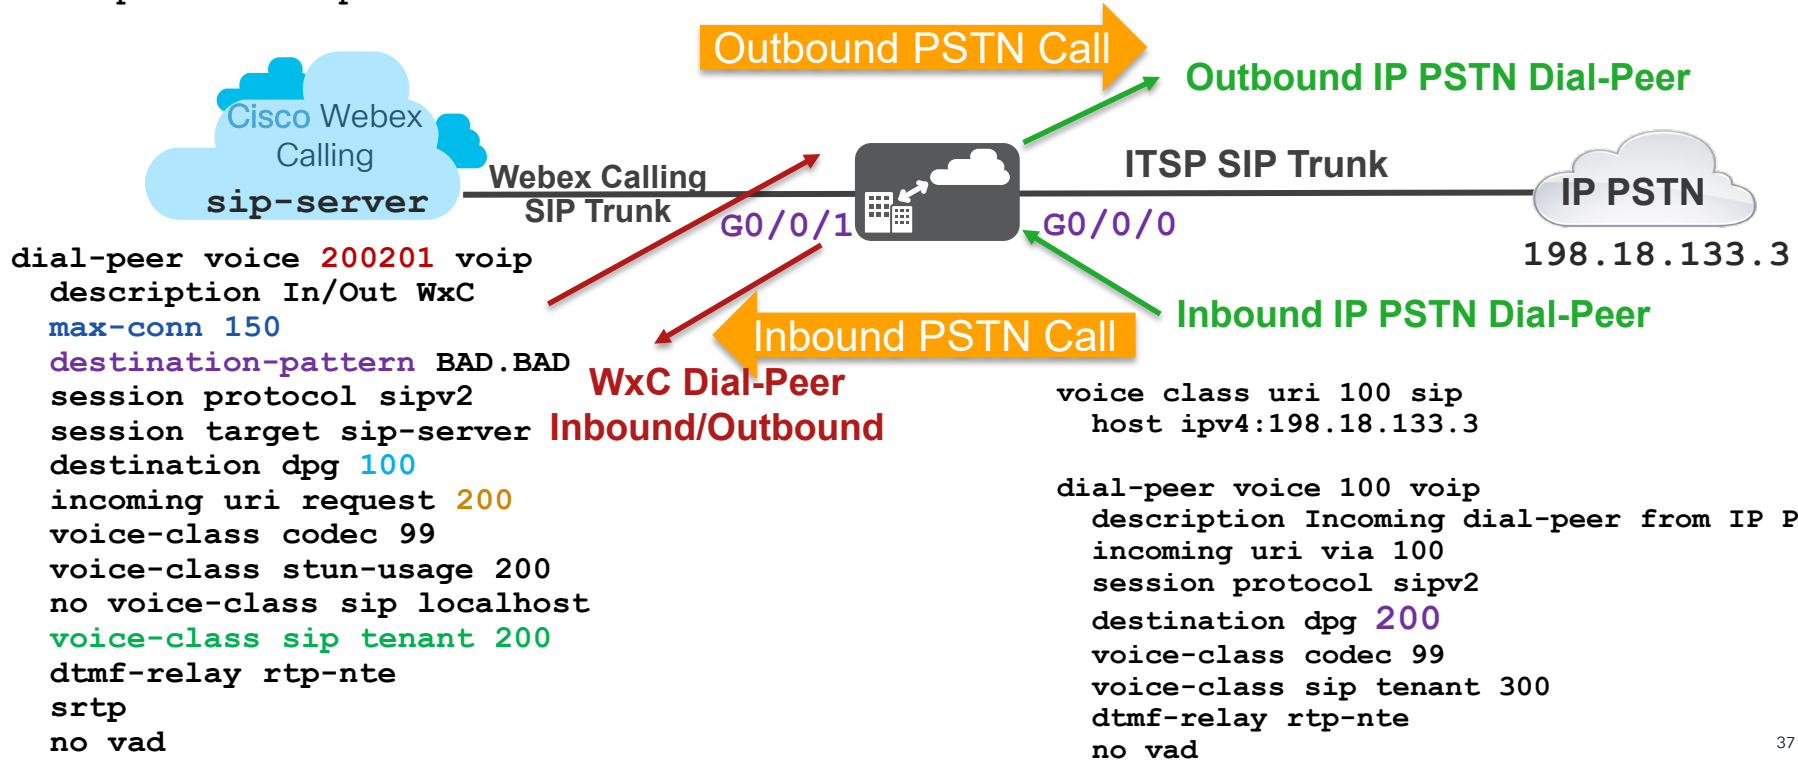 Outbound PSTN Call
Outbound IP PSTN Dial-Peer
Cisco Webex
Calling
sip-server
Webex Calling
SIP Trunk
ITSP SIP Trunk
IP PSTN
G0/0/1
G0/0/0
198.18.133.3
dial-peer voice 200201 voip
description In/Out WxC
max-conn 150
destination-pattern BAD.BAD
session protocol sipv2
session target sip-server
destination dpg 100
incoming uri request 200
voice-class codec 99
voice-class stun-usage 200
no voice-class sip localhost
voice-class sip tenant 200
dtmf-relay rtp-nte
srtp
no vad
Inbound PSTN Call
Inbound IP PSTN Dial-Peer
WxC Dial-Peer
Inbound/Outbound
voice class uri 100 sip
host ipv4:198.18.133.3
dial-peer voice 100 voip
description Incoming dial-peer from IP P
incoming uri via 100
session protocol sipv2
destination dpg 200
voice-class codec 99
voice-class sip tenant 300
dtmf-relay rtp-nte
no vad
37